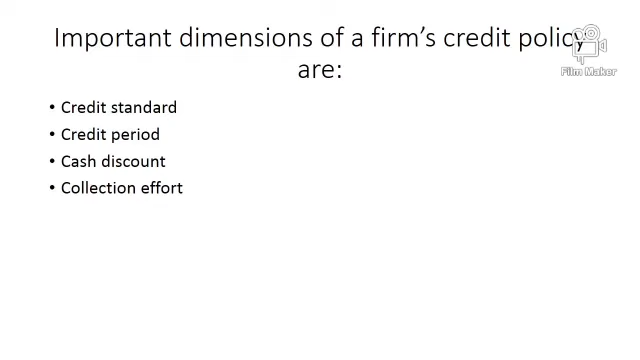 Important dimensions of a firm's credit policy
are:
• Credit standard
• Credit period
• Cash discount
• Collection effort
Film Maker